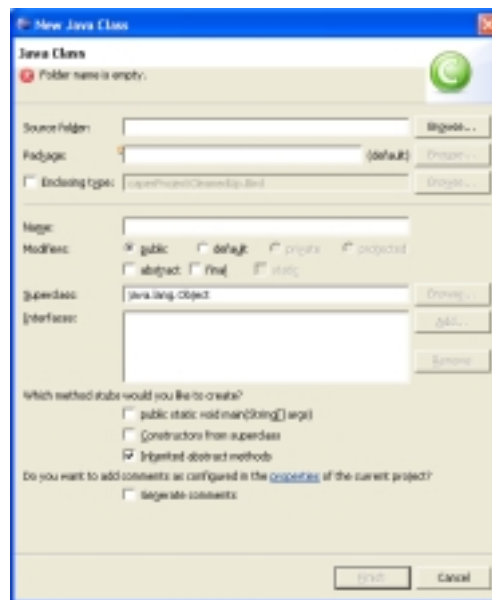 New Java Class
Java Class
Folder name is empty.
Source folder: Browse...
Package: (default) Browse...
Enclosing type: Browse...
Name:
Modifiers: public default private protected
abstract final static
Superclass: java.lang.Object Browse...
Interfaces: Add...
Remove
Which method stubs would you like to create?
public static void main(String[] args)
Constructors from superclass
Inherited abstract methods
Do you want to add comments as configured in the properties of the current project?
Generate comments
Finish Cancel